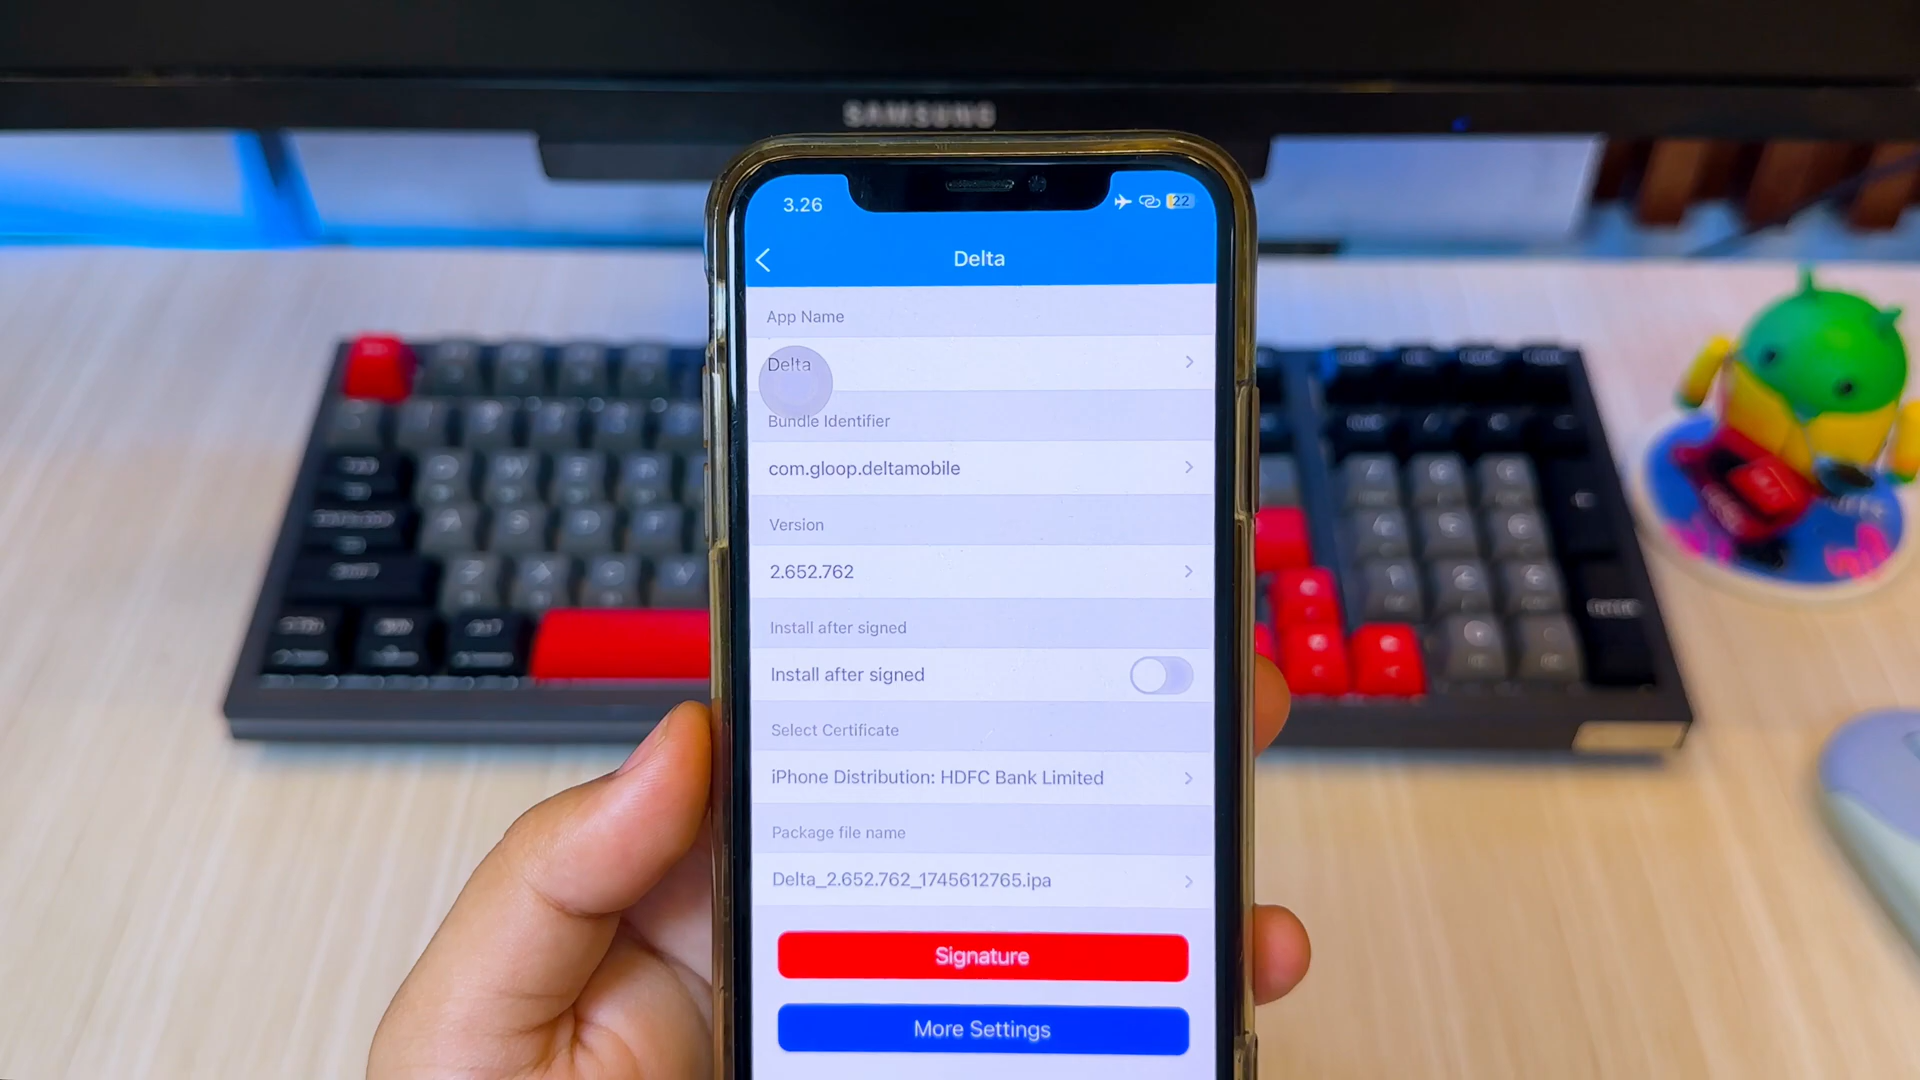 SAMSUNG
3.26
22
Delta
App Name
Delta
Bundle Identifier
com.gloop.deltamobile
Version
2.652.762
Install after signed
Install after signed
Select Certificate
iPhone Distribution: HDFC Bank Limited
Package file name
Delta_2.652.762_1745612765.ipa
Signature
More Settings